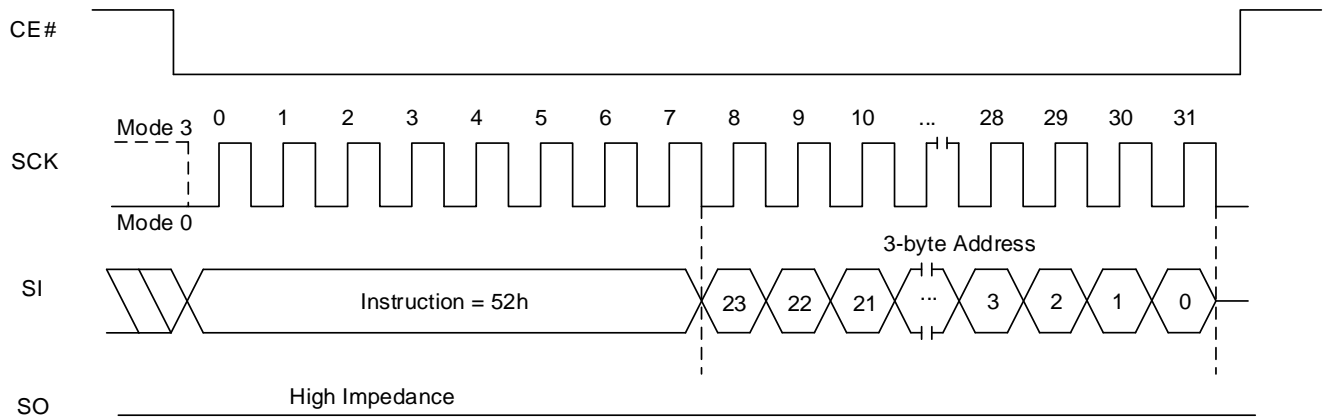 CE#
0 1 2 3 4 5 6 7 8 9 10 ... 28 29 30 31
Mode 3
SCK
Mode 0
3-byte Address
SI
Instruction = 52h 23 22 21 ... 3 2 1 0
High Impedance
SO